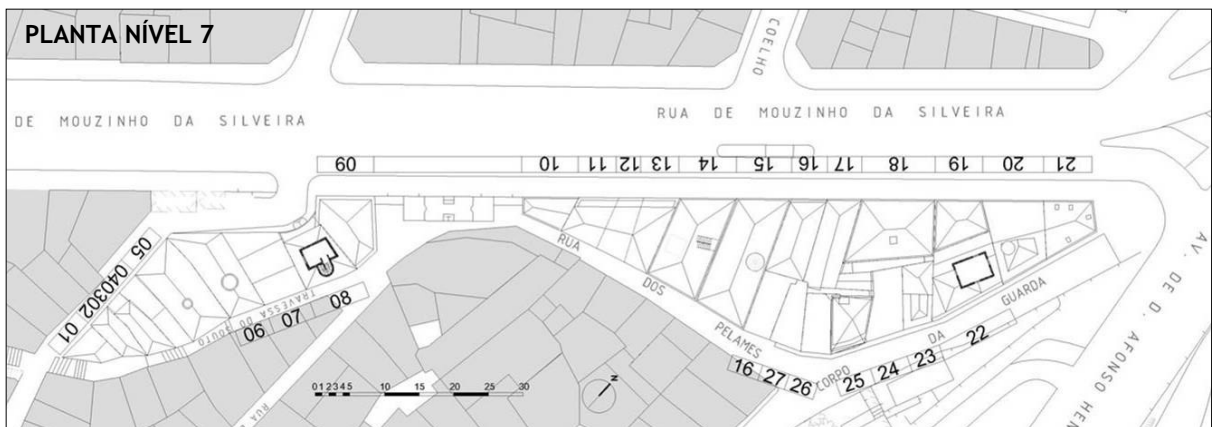 PLANTA NÍVEL 7
COELHO
DE MOUZINHO DA SILVEIRA
RUA DE MOUZINHO DA SILVEIRA
09
10 11 12 13 14 15 16 17 18 19 20 21
05
04 03 02
01
TRAVESSA DO SOUTO
06 07 08
RUA DOS PELAMES
CORPO DA GUARDA
AV. DE D. AFONSO HEN
16 27 26
25 24 23 22
RUA
0 1 2 3 4 5 10 15 20 25 30
N